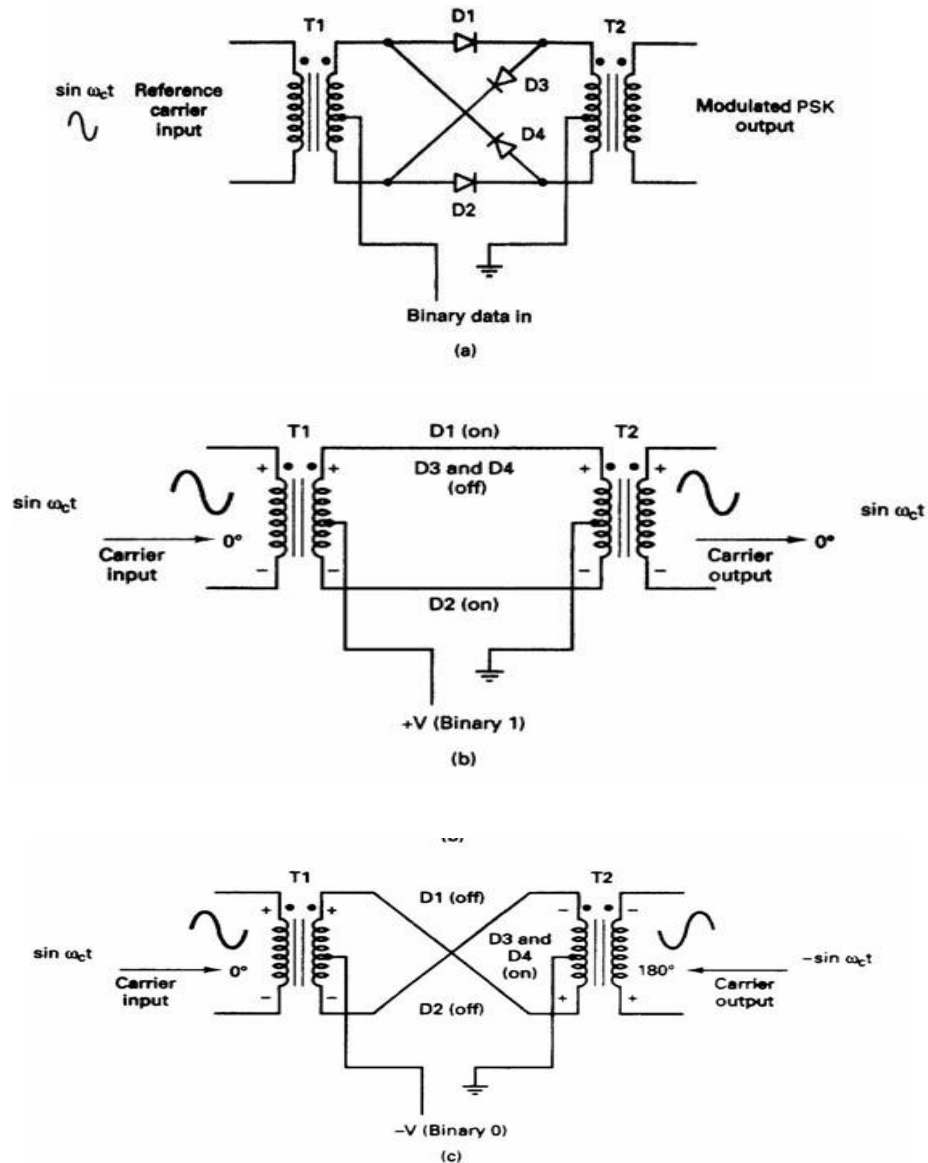 T1
D1
T2
sin ωct
Reference
carrier
input
D3
D4
Modulated PSK
output
D2
Binary data in
(a)
T1
D1 (on)
T2
D3 and D4
(off)
+ + + +
sin ωct
sin ωct
Carrier
input
0°
Carrier
output
0°
– – – –
D2 (on)
+V (Binary 1)
(b)
T1
D1 (off)
T2
+ + – –
D3 and
D4
(on)
sin ωct
–sin ωct
Carrier
input
0°
180°
Carrier
output
– – + +
D2 (off)
–V (Binary 0)
(c)